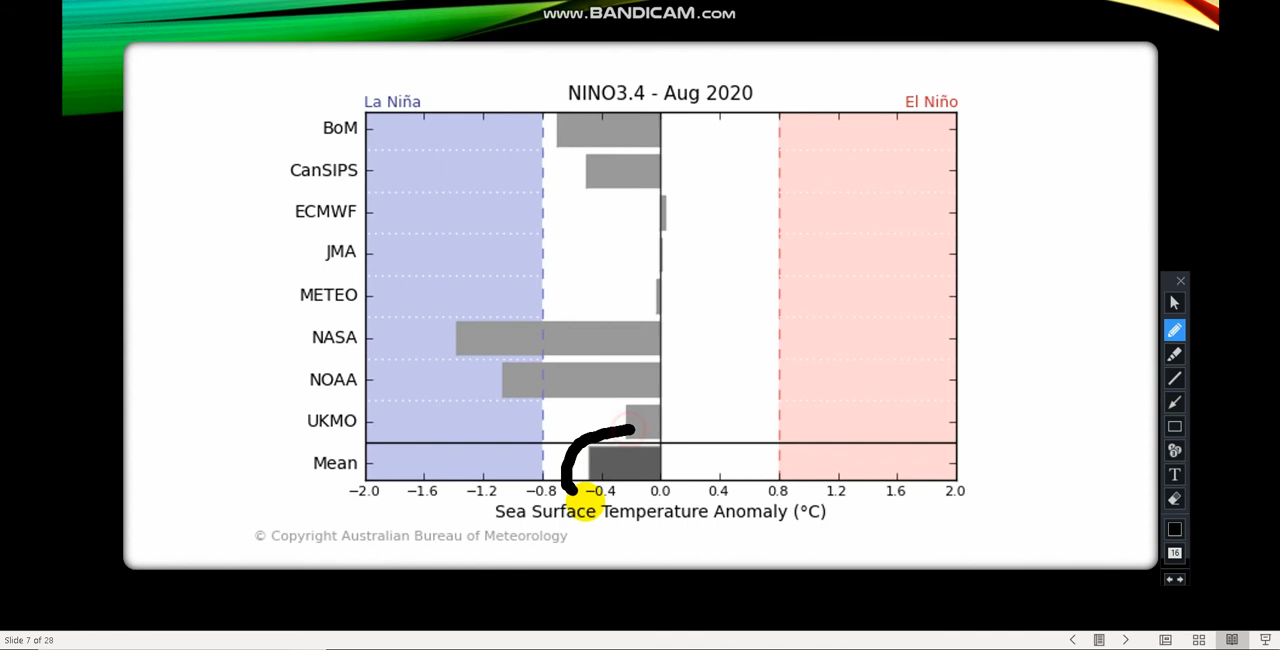 www.BANDICAM.com
NINO3.4 - Aug 2020
La Niña
El Niño
BoM
CanSIPS
ECMWF
JMA
METEO
NASA
NOAA
UKMO
Mean
−2.0 −1.6 −1.2 −0.8 −0.4 0.0 0.4 0.8 1.2 1.6 2.0
Sea Surface Temperature Anomaly (°C)
© Copyright Australian Bureau of Meteorology
T
16
Slide 7 of 28